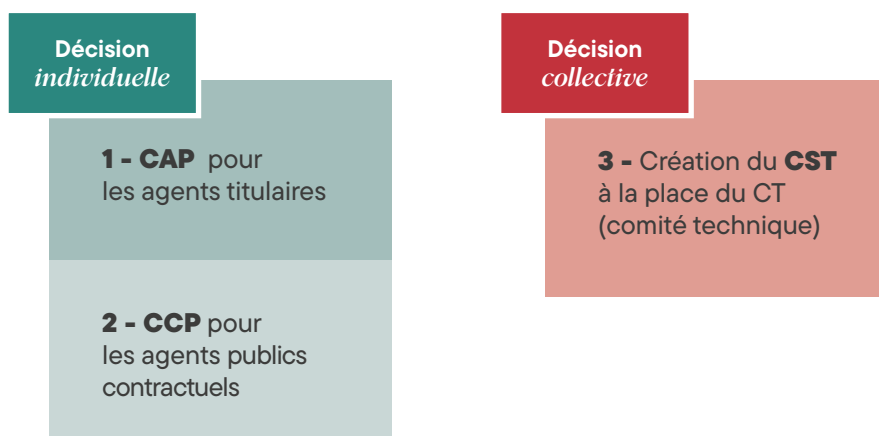 Décision
individuelle
1 - CAP pour
les agents titulaires
2 - CCP pour
les agents publics
contractuels
Décision
collective
3 - Création du CST
à la place du CT
(comité technique)